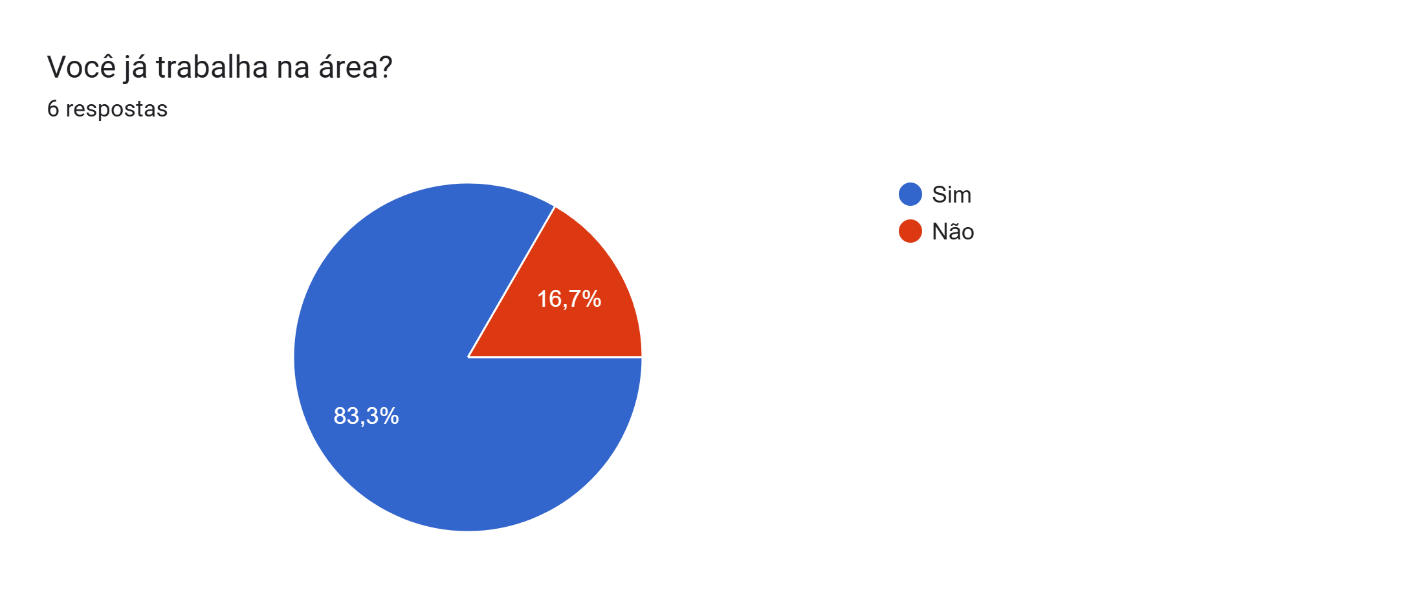 Você já trabalha na área?
6 respostas
Sim
Não
16,7%
83,3%